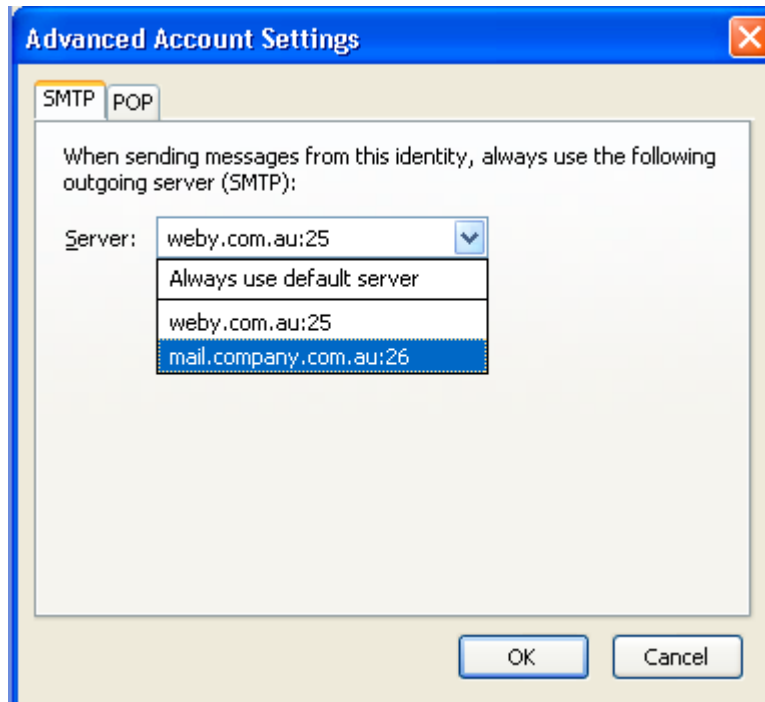 Advanced Account Settings
SMTP
POP
When sending messages from this identity, always use the following
outgoing server (SMTP):
Server:
weby.com.au:25
Always use default server
weby.com.au:25
mail.company.com.au:26
OK
Cancel